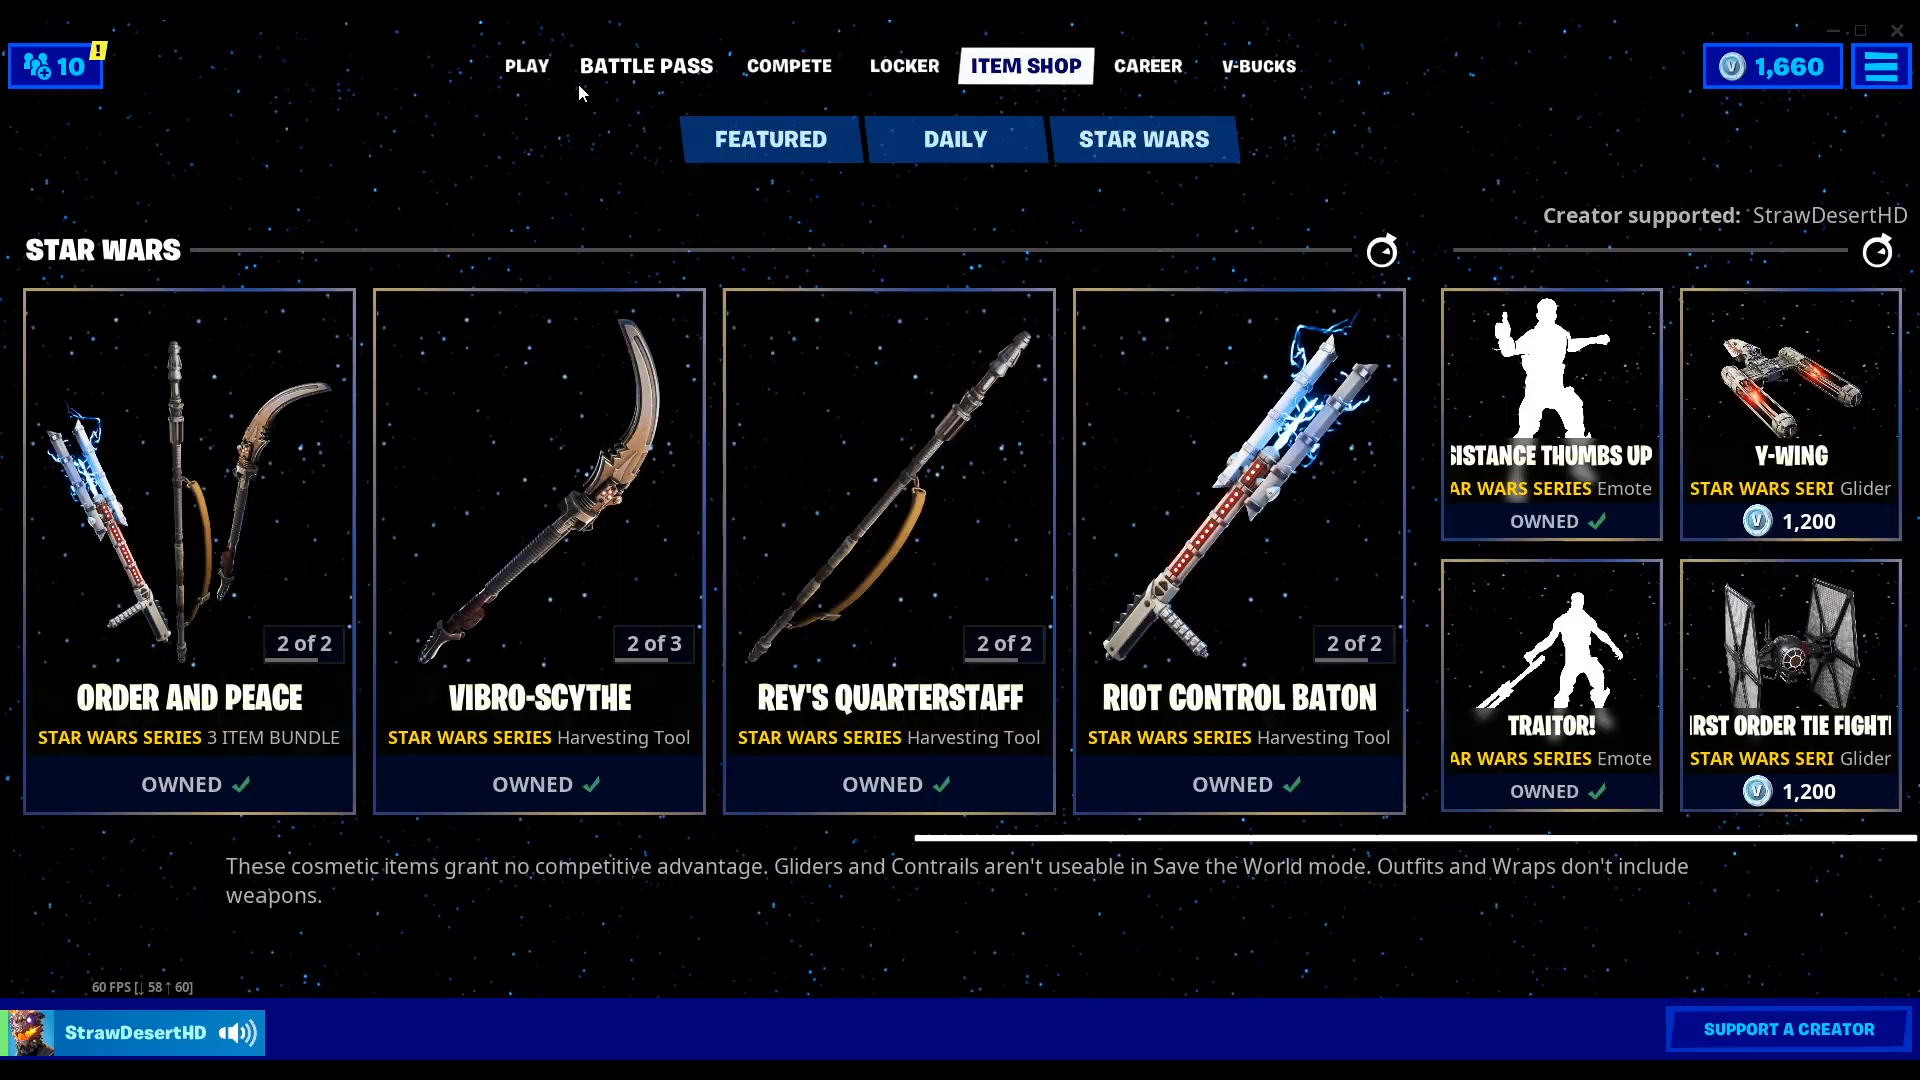 10
!
PLAY
BATTLE PASS
COMPETE
LOCKER
ITEM SHOP
CAREER
V-BUCKS
1,660
FEATURED
DAILY
STAR WARS
Creator supported: StrawDesertHD
STAR WARS
2 of 2
ORDER AND PEACE
STAR WARS SERIES 3 ITEM BUNDLE
OWNED
2 of 3
VIBRO-SCYTHE
STAR WARS SERIES Harvesting Tool
OWNED
2 of 2
REY'S QUARTERSTAFF
STAR WARS SERIES Harvesting Tool
OWNED
2 of 2
RIOT CONTROL BATON
STAR WARS SERIES Harvesting Tool
OWNED
SISTANCE THUMBS UP
AR WARS SERIES Emote
OWNED
Y-WING
STAR WARS SERI Glider
1,200
TRAITOR!
AR WARS SERIES Emote
OWNED
IRST ORDER TIE FIGHT
STAR WARS SERI Glider
1,200
These cosmetic items grant no competitive advantage. Gliders and Contrails aren't useable in Save the World mode. Outfits and Wraps don't include
weapons.
60 FPS [↓ 58 ↑ 60]
StrawDesertHD
SUPPORT A CREATOR